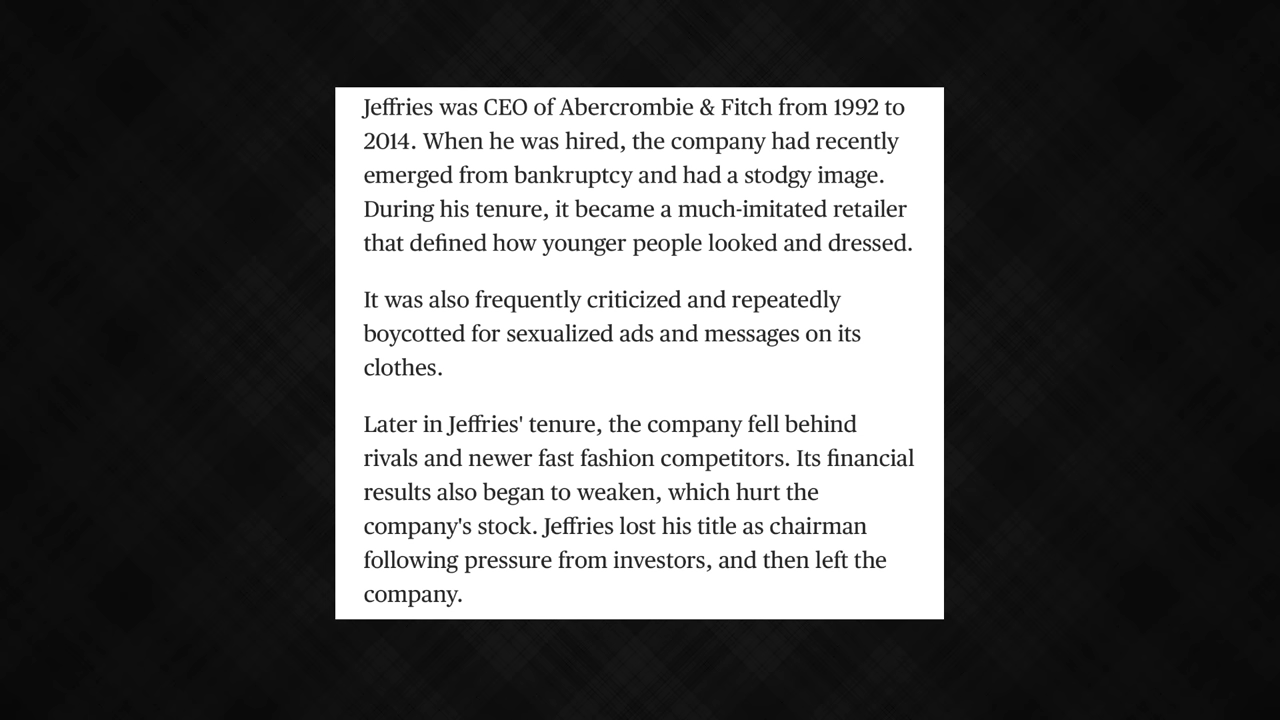 Jeffries was CEO of Abercrombie & Fitch from 1992 to
2014. When he was hired, the company had recently
emerged from bankruptcy and had a stodgy image.
During his tenure, it became a much-imitated retailer
that defined how younger people looked and dressed.
It was also frequently criticized and repeatedly
boycotted for sexualized ads and messages on its
clothes.
Later in Jeffries' tenure, the company fell behind
rivals and newer fast fashion competitors. Its financial
results also began to weaken, which hurt the
company's stock. Jeffries lost his title as chairman
following pressure from investors, and then left the
company.